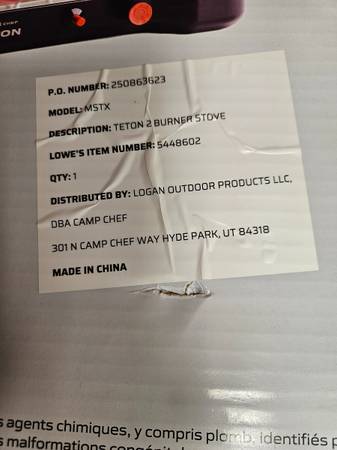 CHEF
ON
P.O. NUMBER: 250863623
MODEL: MSTX
DESCRIPTION: TETON 2 BURNER STOVE
LOWE'S ITEM NUMBER: 5448602
QTY: 1
DISTRIBUTED BY: LOGAN OUTDOOR PRODUCTS LLC,
DBA CAMP CHEF
301 N CAMP CHEF WAY HYDE PARK, UT 84318
MADE IN CHINA
s agents chimiques, y compris plomb, identifiés p
s malformations